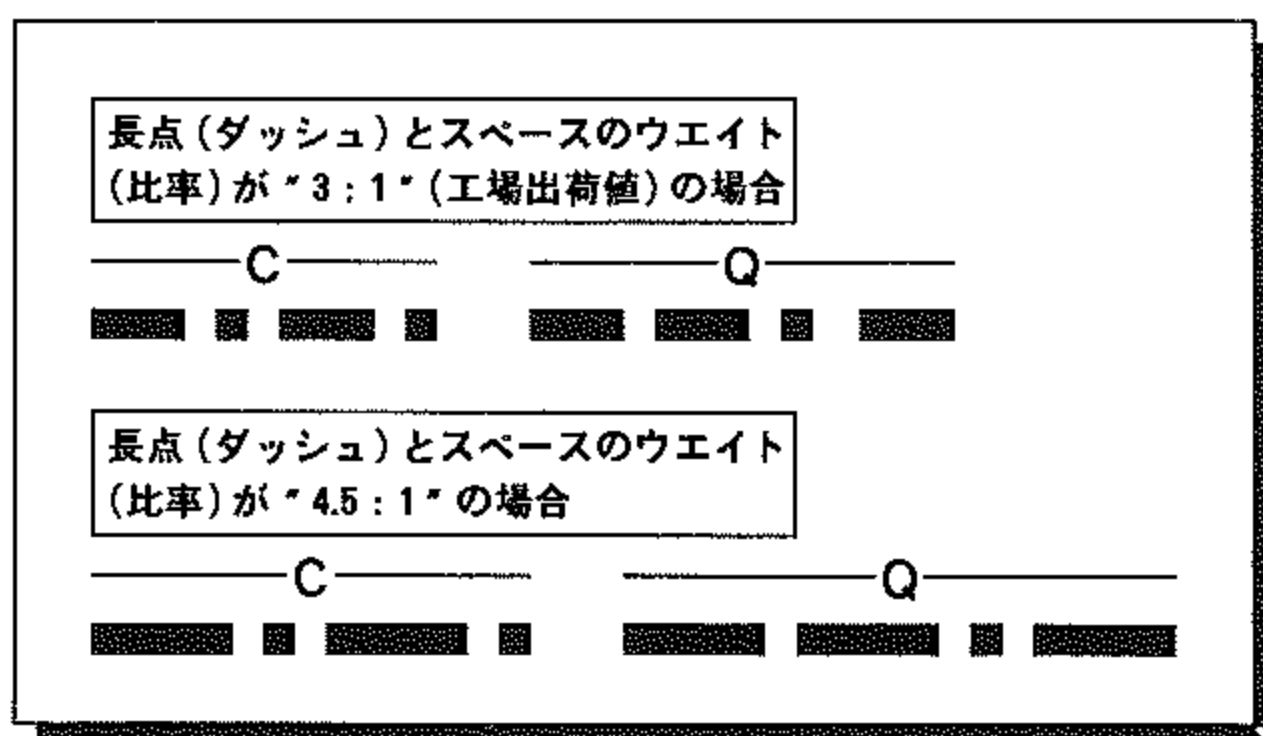 長点(ダッシュ)とスペースのウエイト
(比率)が"3:1"(工場出荷値)の場合
C Q
長点(ダッシュ)とスペースのウエイト
(比率)が"4.5:1"の場合
C Q